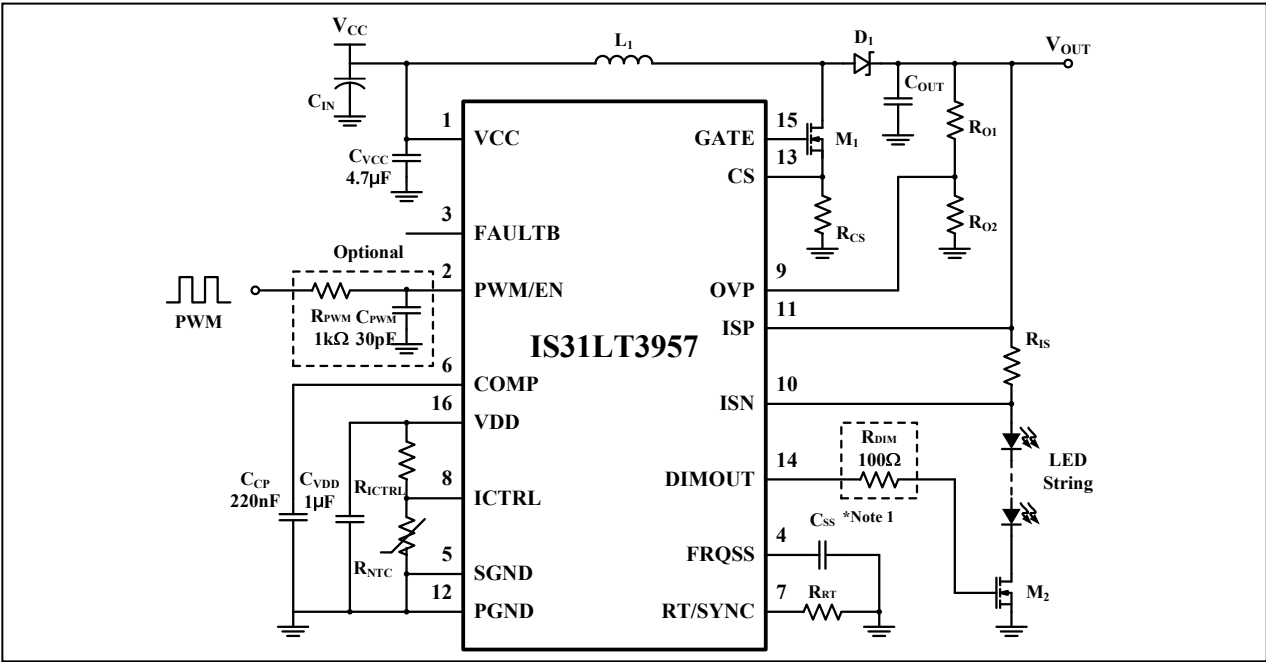 VCC
L1
D1
VOUT
CIN
COUT
1
VCC
15
GATE
M1
RO1
CVCC
4.7µF
13
CS
RCS
RO2
3
FAULTB
Optional
2
PWM/EN
PWM
RPWM CPWM
1kΩ 30pF
9
OVP
11
ISP
IS31LT3957
RIS
6
COMP
10
ISN
16
VDD
RDIM
100Ω
14
DIMOUT
LED
String
CCP
220nF
CVDD
1µF
RICTRL
8
ICTRL
CSS
*Note 1
4
FRQSS
RNTC
5
SGND
12
PGND
7
RT/SYNC
RRT
M2